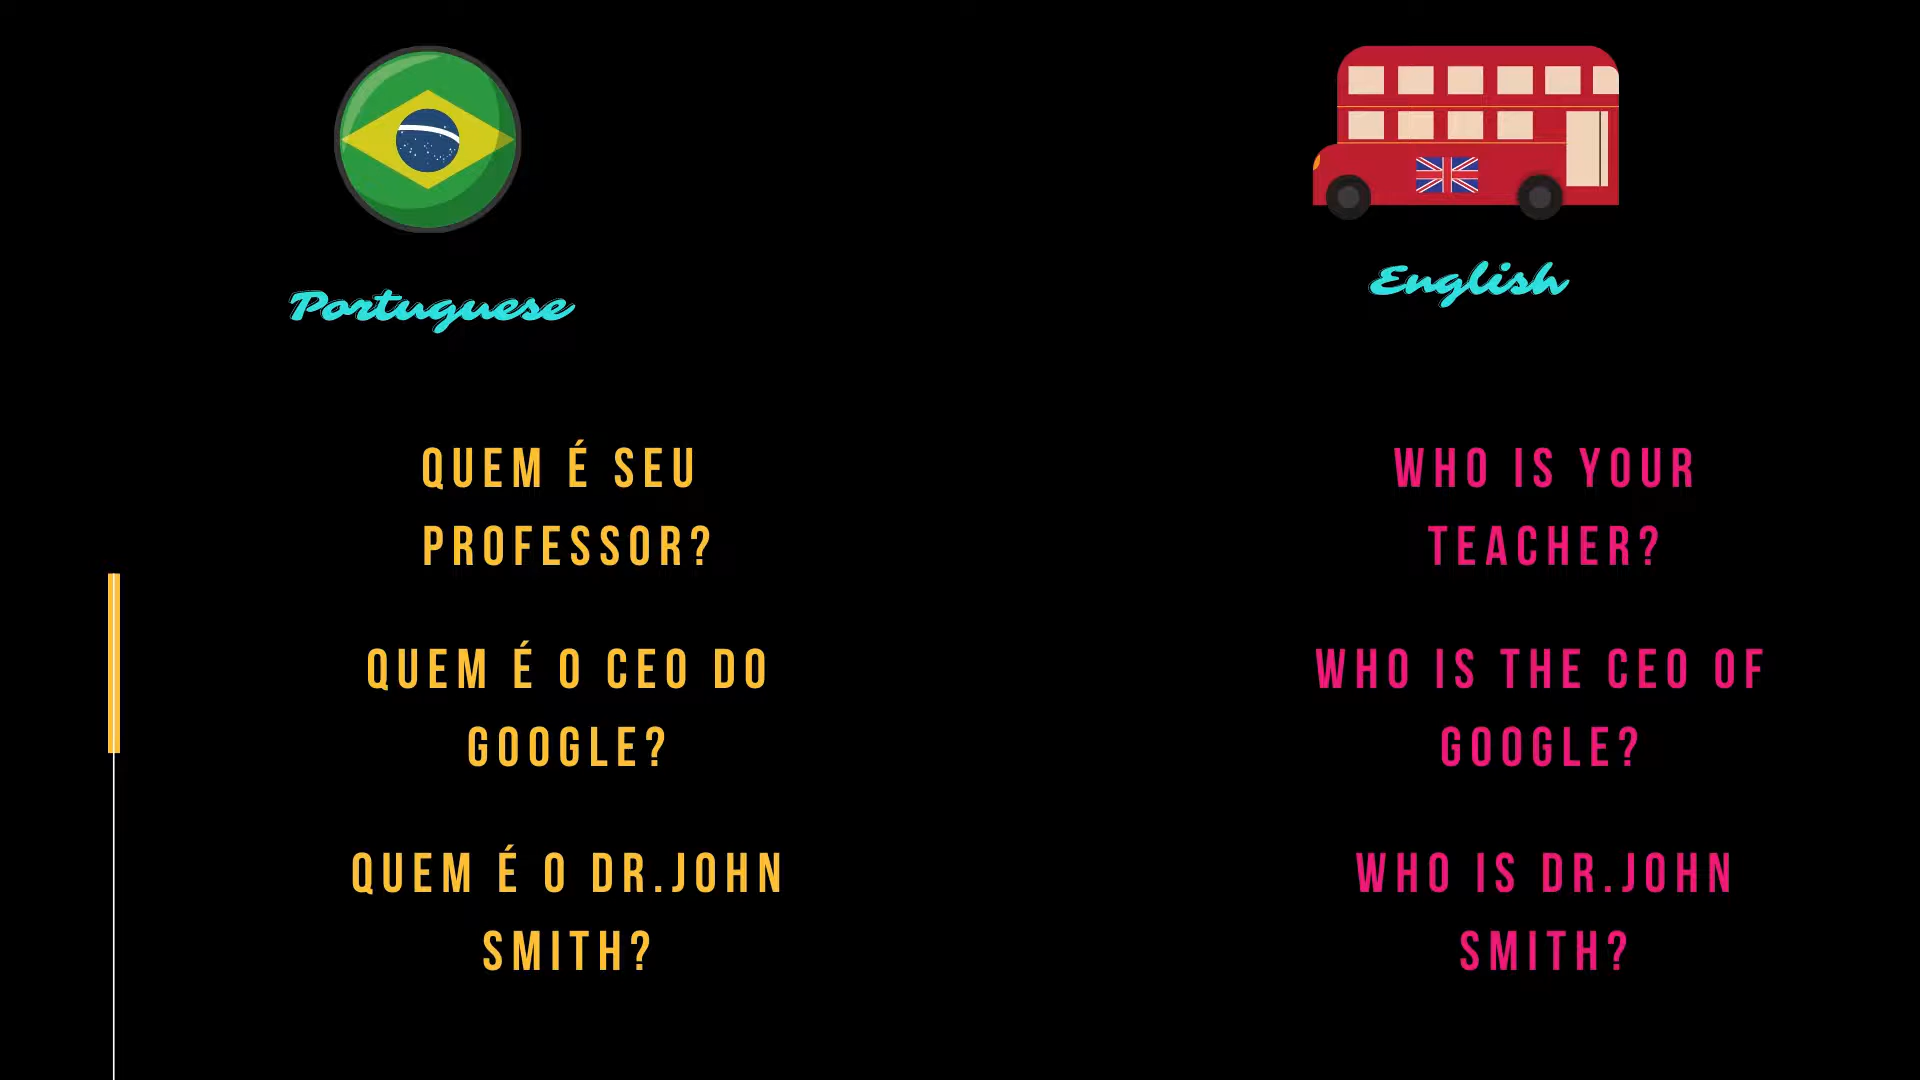 Portuguese
English
QUEM É SEU
PROFESSOR?
WHO IS YOUR
TEACHER?
QUEM É O CEO DO
GOOGLE?
WHO IS THE CEO OF
GOOGLE?
QUEM É O DR.JOHN
SMITH?
WHO IS DR.JOHN
SMITH?